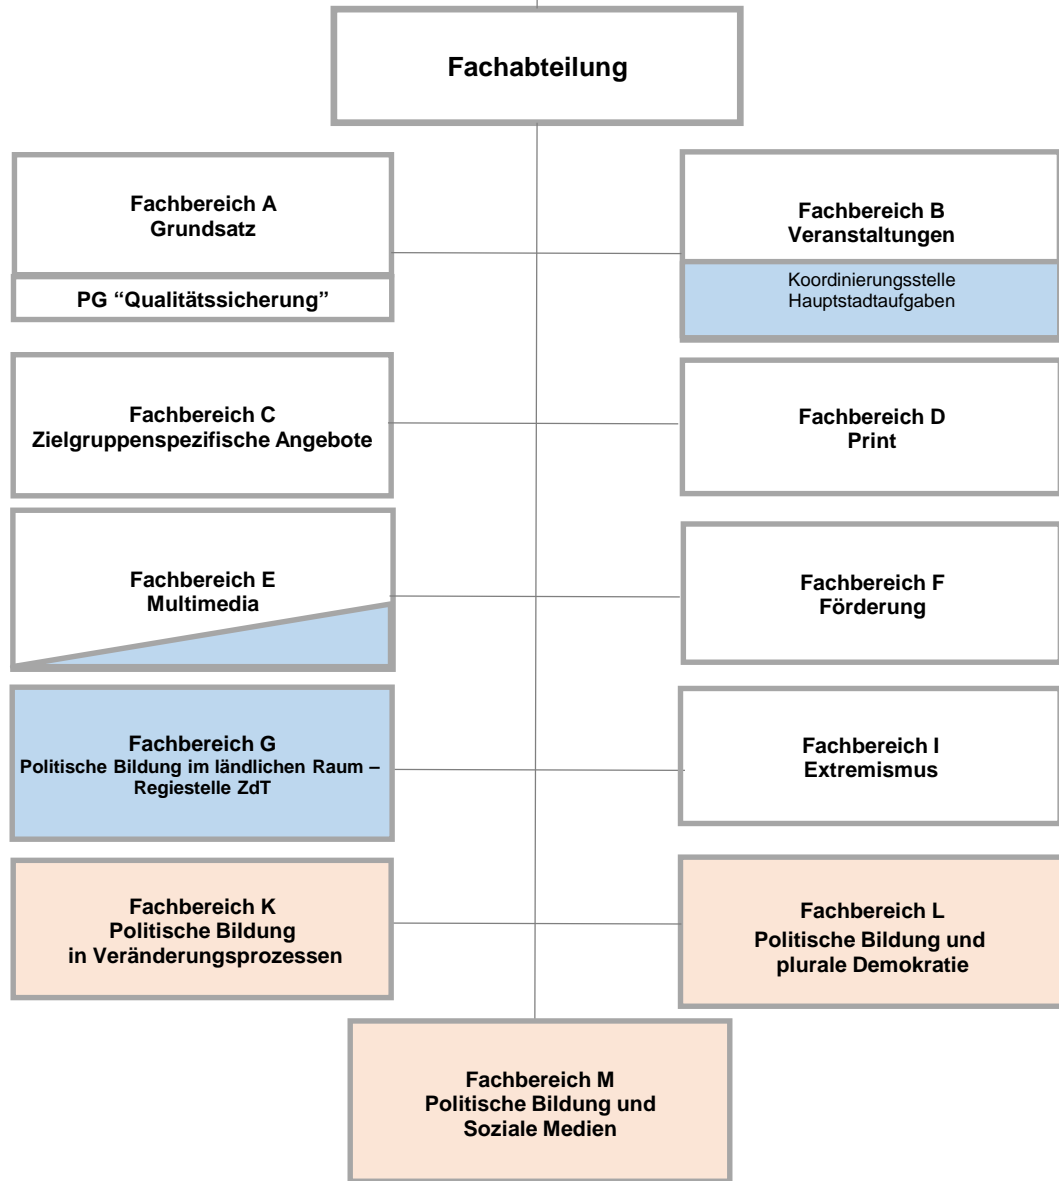 Fachabteilung
Fachbereich A
Grundsatz
PG “Qualitätssicherung”
Fachbereich B
Veranstaltungen
Koordinierungsstelle
Hauptstadtaufgaben
Fachbereich C
Zielgruppenspezifische Angebote
Fachbereich D
Print
Fachbereich E
Multimedia
Fachbereich F
Förderung
Fachbereich G
Politische Bildung im ländlichen Raum –
Regiestelle ZdT
Fachbereich I
Extremismus
Fachbereich K
Politische Bildung
in Veränderungsprozessen
Fachbereich L
Politische Bildung und
plurale Demokratie
Fachbereich M
Politische Bildung und
Soziale Medien